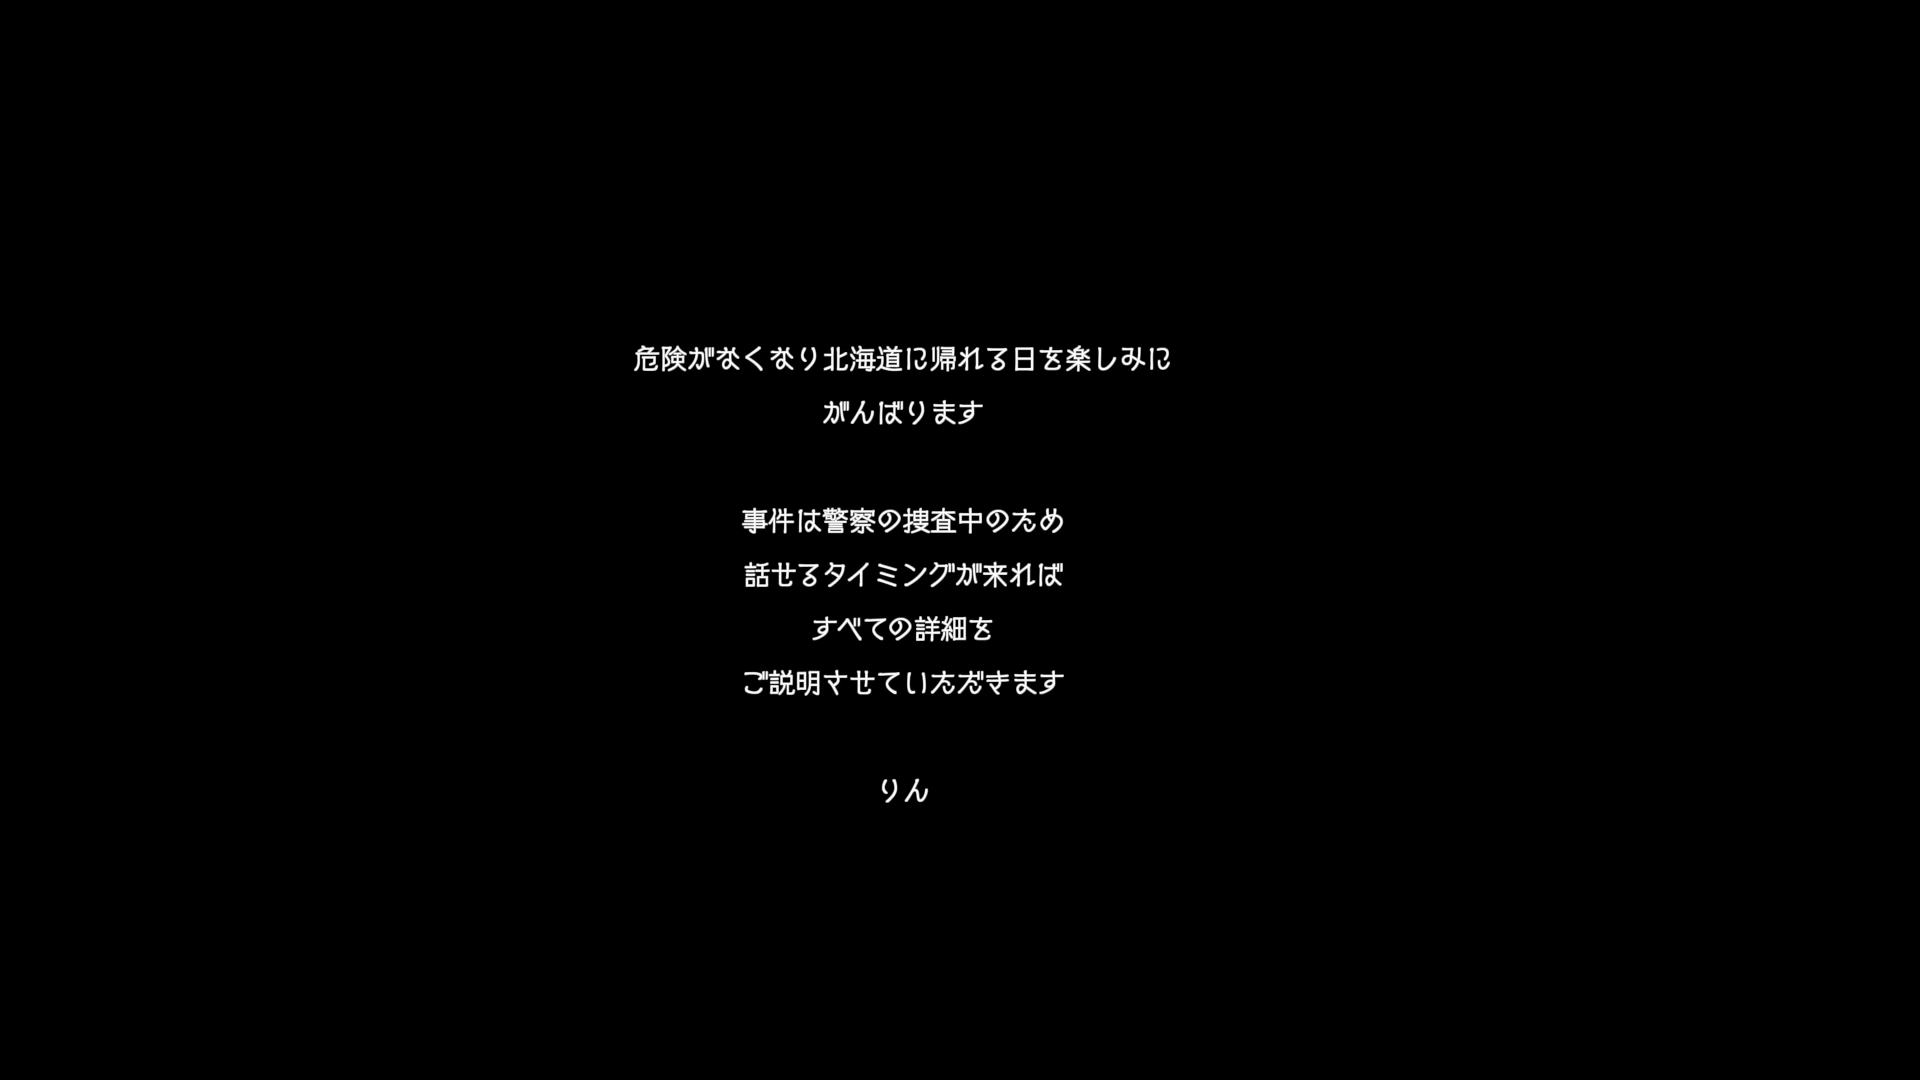 危険がなくなり北海道に帰れる日を楽しみに
がんばります
事件は警察の捜査中のため
話せるタイミングが来れば
すべての詳細を
ご説明させていただきます
りん